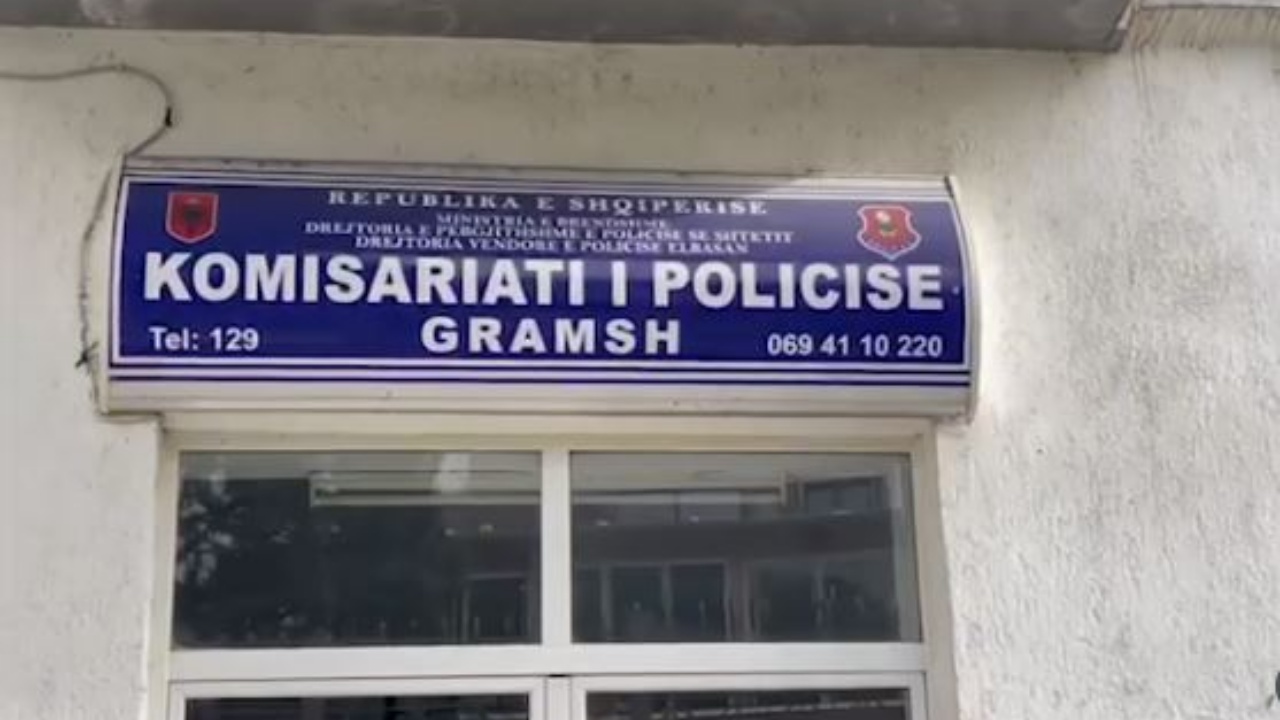 REPUBLIKA E SHQIPERISE
MINISTRIA E BRENDSHME
DREJTORIA E PERGJITHSHME E POLICISE SE SHTETIT
DREJTORIA VENDORE E POLICISE ELBASAN
KOMISARIATI I POLICISE
GRAMSH
Tel: 129
069 41 10 220